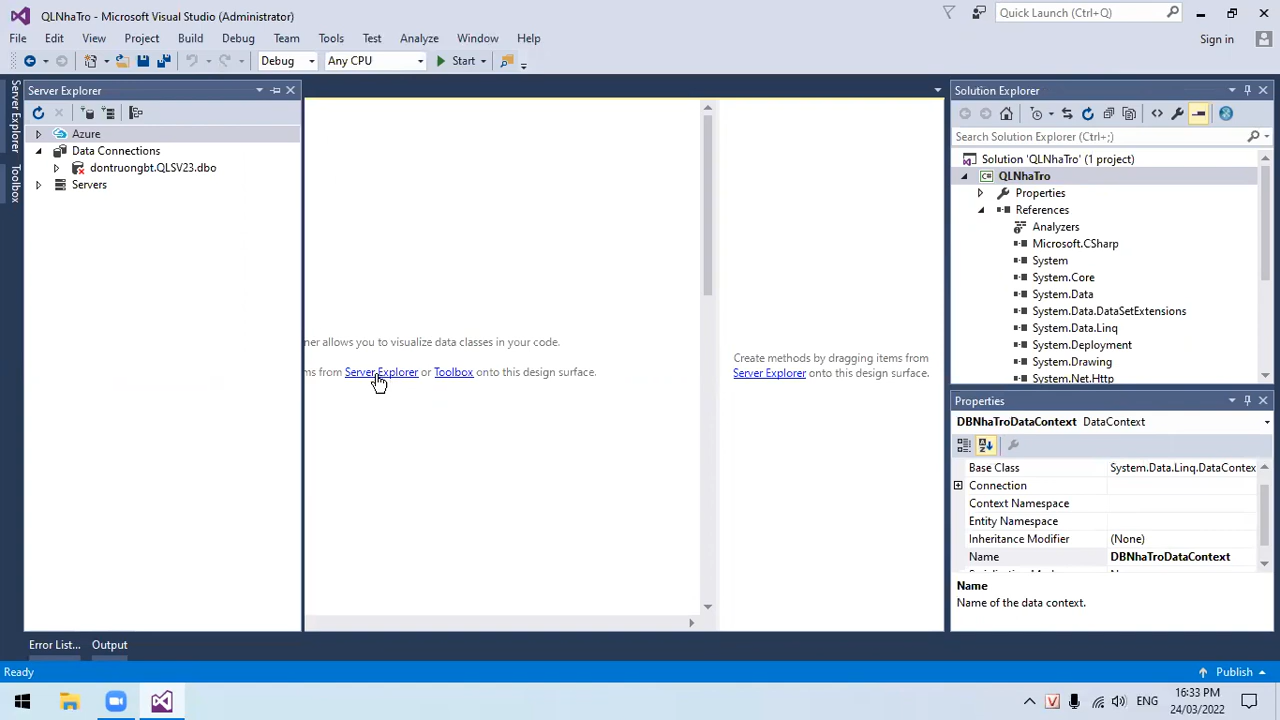 QLNhaTro - Microsoft Visual Studio (Administrator)
Quick Launch (Ctrl+Q)
File Edit View Project Build Debug Team Tools Test Analyze Window Help
Sign in
Debug Any CPU Start
Server Explorer
Toolbox
Server Explorer
Azure
Data Connections
dontruongbt.QLSV23.dbo
Servers
ner allows you to visualize data classes in your code.
ms from Server Explorer or Toolbox onto this design surface.
Create methods by dragging items from
Server Explorer onto this design surface.
Solution Explorer
Search Solution Explorer (Ctrl+;)
Solution 'QLNhaTro' (1 project)
QLNhaTro
Properties
References
Analyzers
Microsoft.CSharp
System
System.Core
System.Data
System.Data.DataSetExtensions
System.Data.Linq
System.Deployment
System.Drawing
System.Net.Http
Properties
DBNhaTroDataContext DataContext
Base Class System.Data.Linq.DataContex
Connection
Context Namespace
Entity Namespace
Inheritance Modifier (None)
Name DBNhaTroDataContext
Name
Name of the data context.
Error List... Output
Ready
Publish
ENG
16:33 PM
24/03/2022